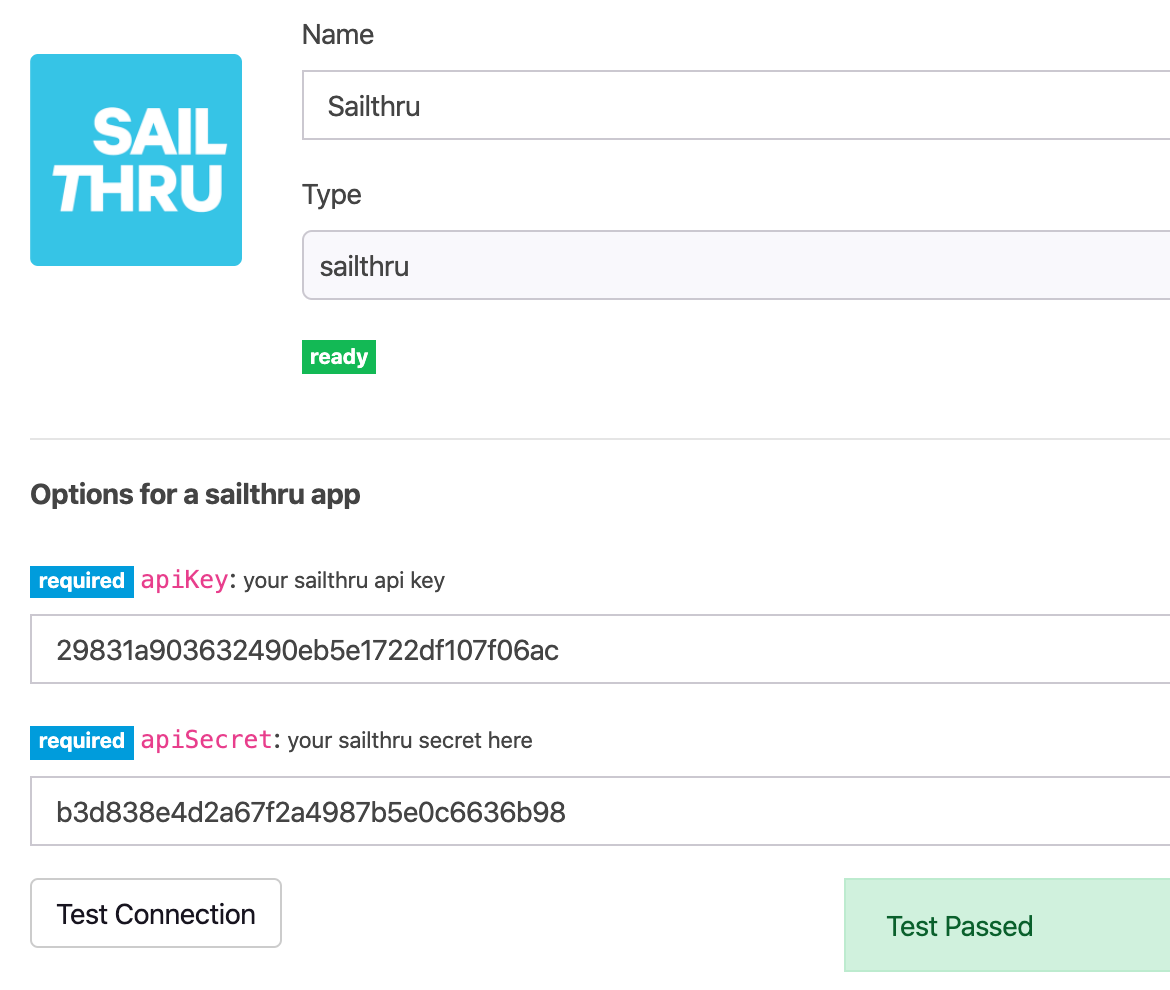 SAIL
THRU
Name
Sailthru
Type
sailthru
ready
Options for a sailthru app
required apiKey: your sailthru api key
29831a903632490eb5e1722df107f06ac
required apiSecret: your sailthru secret here
b3d838e4d2a67f2a4987b5e0c6636b98
Test Connection
Test Passed